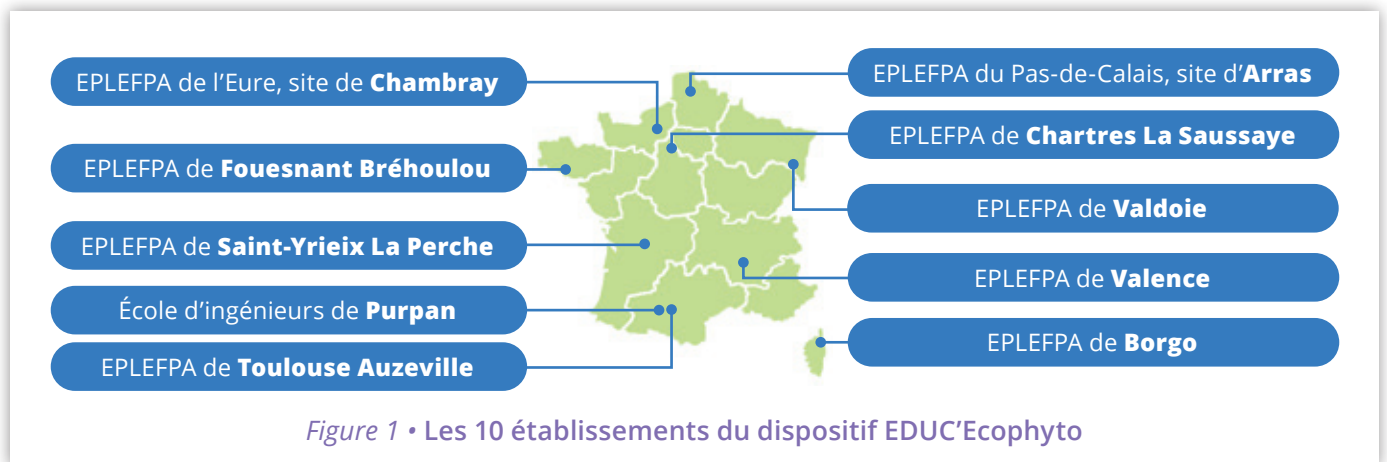 EPLEFPA de l’Eure, site de Chambray
EPLEFPA de Fouesnant Bréhoulou
EPLEFPA de Saint-Yrieix La Perche
École d’ingénieurs de Purpan
EPLEFPA de Toulouse Auzeville
EPLEFPA du Pas-de-Calais, site d’Arras
EPLEFPA de Chartres La Saussaye
EPLEFPA de Valdoie
EPLEFPA de Valence
EPLEFPA de Borgo
Figure 1 • Les 10 établissements du dispositif EDUC’Ecophyto